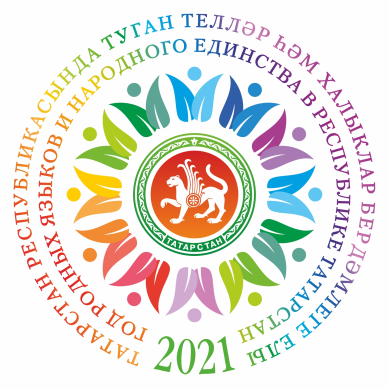 ТАТАРСТАН РЕСПУБЛИКАСЫНДА ТУГАН ТЕЛЛӘР ҺӘМ ХАЛЫКЛАР БЕРДӘМЛЕГЕ ЕЛЫ
ГОД РОДНЫХ ЯЗЫКОВ И НАРОДНОГО ЕДИНСТВА В РЕСПУБЛИКЕ ТАТАРСТАН
ТАТАРСТАН
2021